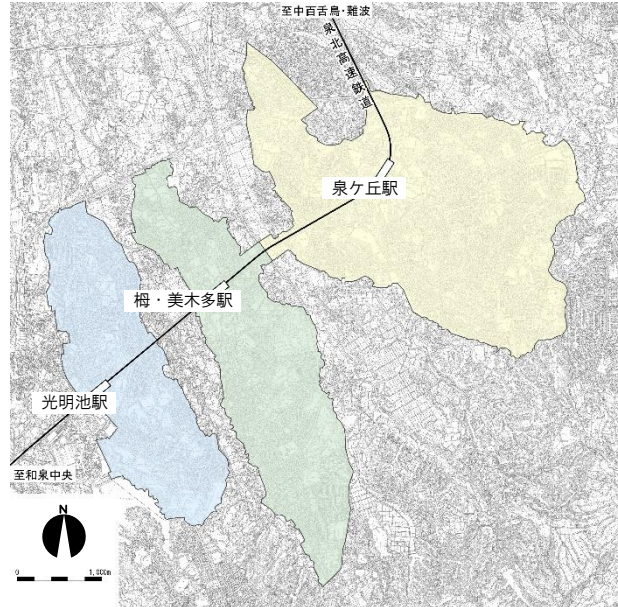 至中百舌鳥・難波
泉北高速鉄道
泉ケ丘駅
栂・美木多駅
光明池駅
至和泉中央
N
0 1,000m